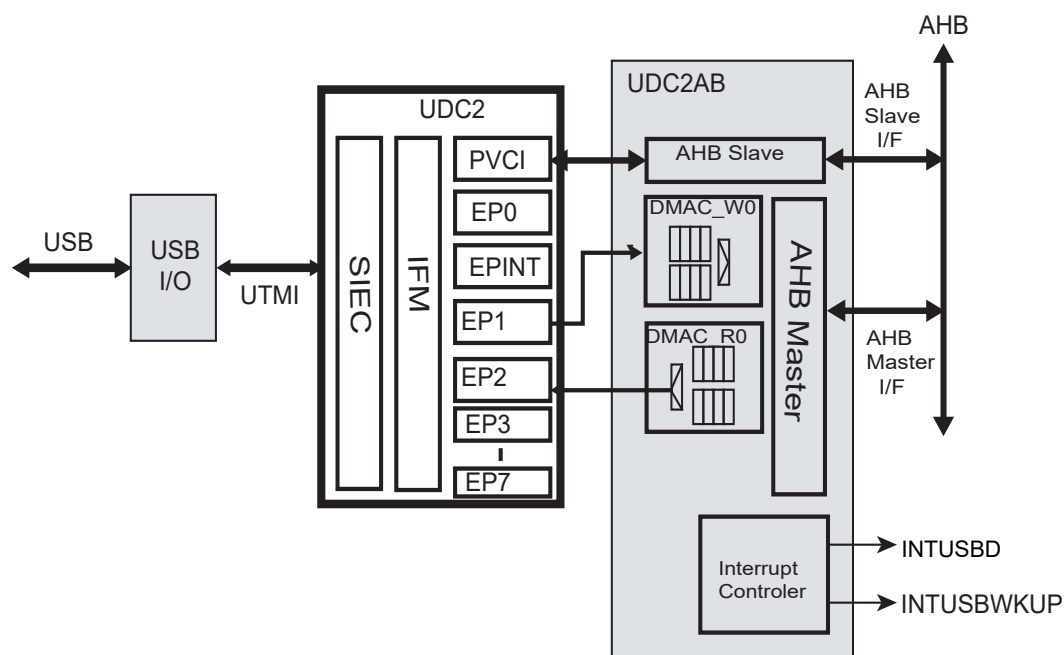 AHB
UDC2AB
UDC2
AHB
Slave
I/F
PVCI
AHB Slave
DMAC_W0
EP0
USB
USB
I/O
UTMI
SIEC
IFM
EPINT
AHB Master
EP1
DMAC_R0
AHB
Master
I/F
EP2
EP3
EP7
INTUSBD
Interrupt
Controler
INTUSBWKUP